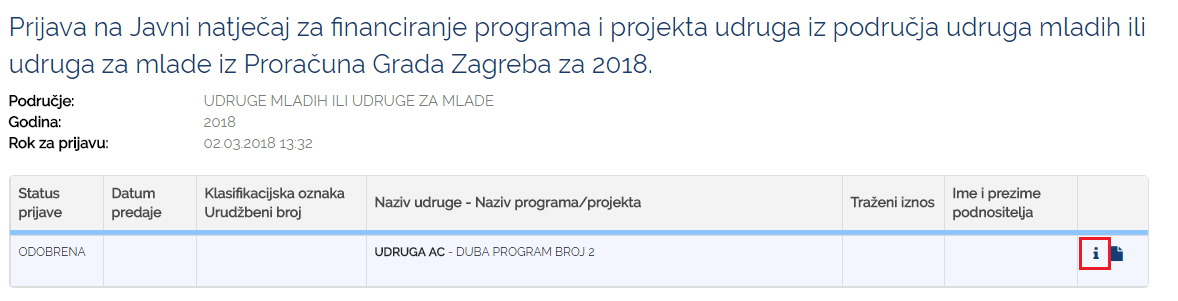 Prijava na Javni natječaj za financiranje programa i projekta udruga iz područja udruga mladih ili
udruga za mlade iz Proračuna Grada Zagreba za 2018.
Područje: UDRUGE MLADIH ILI UDRUGE ZA MLADE
Godina: 2018
Rok za prijavu: 02.03.2018 13:32
Status prijave Datum predaje Klasifikacijska oznaka Urudžbeni broj Naziv udruge - Naziv programa/projekta Traženi iznos Ime i prezime podnositelja
ODOBRENA UDRUGA AC - DUBA PROGRAM BROJ 2